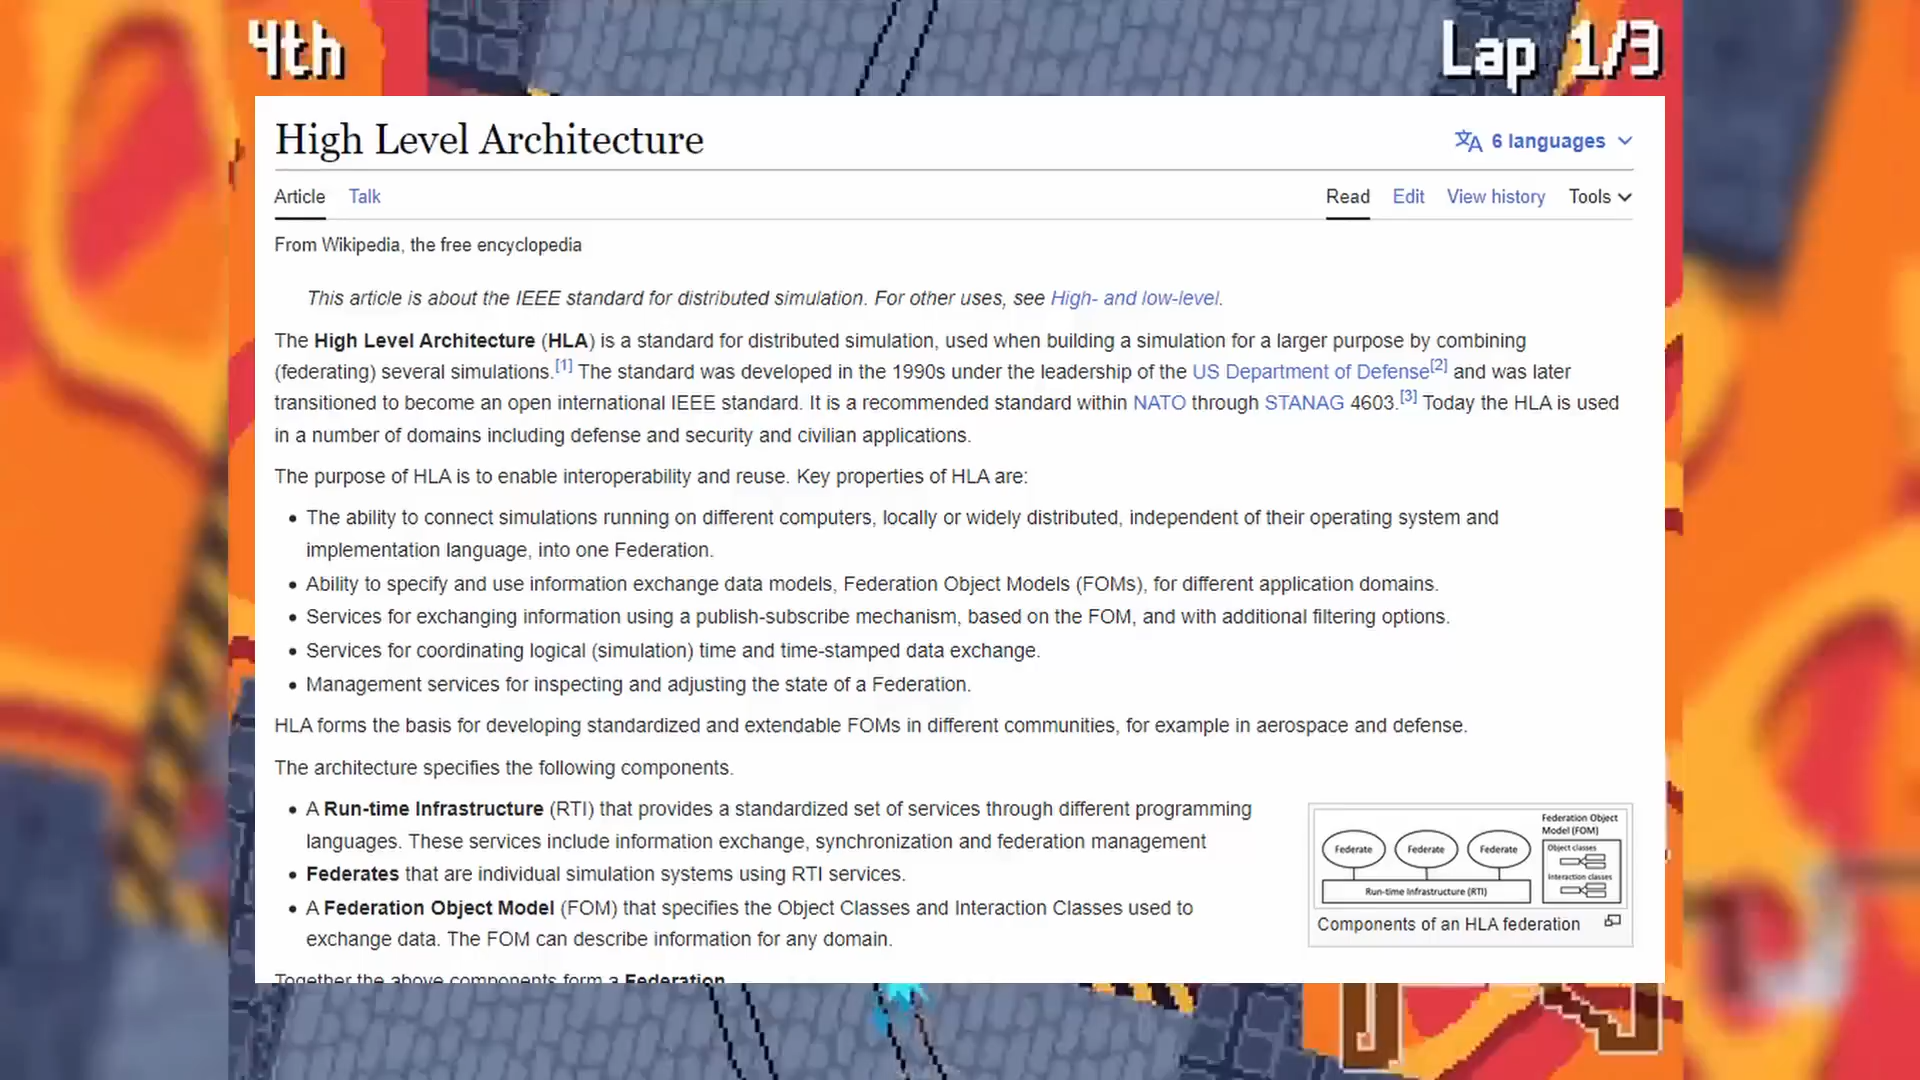 4th
Lap 1/3
High Level Architecture
6 languages
Article Talk
Read Edit View history Tools
From Wikipedia, the free encyclopedia
This article is about the IEEE standard for distributed simulation. For other uses, see High- and low-level.
The High Level Architecture (HLA) is a standard for distributed simulation, used when building a simulation for a larger purpose by combining
(federating) several simulations.[1] The standard was developed in the 1990s under the leadership of the US Department of Defense[2] and was later
transitioned to become an open international IEEE standard. It is a recommended standard within NATO through STANAG 4603.[3] Today the HLA is used
in a number of domains including defense and security and civilian applications.
The purpose of HLA is to enable interoperability and reuse. Key properties of HLA are:
• The ability to connect simulations running on different computers, locally or widely distributed, independent of their operating system and
implementation language, into one Federation.
• Ability to specify and use information exchange data models, Federation Object Models (FOMs), for different application domains.
• Services for exchanging information using a publish-subscribe mechanism, based on the FOM, and with additional filtering options.
• Services for coordinating logical (simulation) time and time-stamped data exchange.
• Management services for inspecting and adjusting the state of a Federation.
HLA forms the basis for developing standardized and extendable FOMs in different communities, for example in aerospace and defense.
The architecture specifies the following components.
• A Run-time Infrastructure (RTI) that provides a standardized set of services through different programming
languages. These services include information exchange, synchronization and federation management
• Federates that are individual simulation systems using RTI services.
• A Federation Object Model (FOM) that specifies the Object Classes and Interaction Classes used to
exchange data. The FOM can describe information for any domain.
Together the above components form a Federation.
Federate Federate Federate
Run-time Infrastructure (RTI)
Federation Object
Model (FOM)
Object classes
Interaction classes
Components of an HLA federation